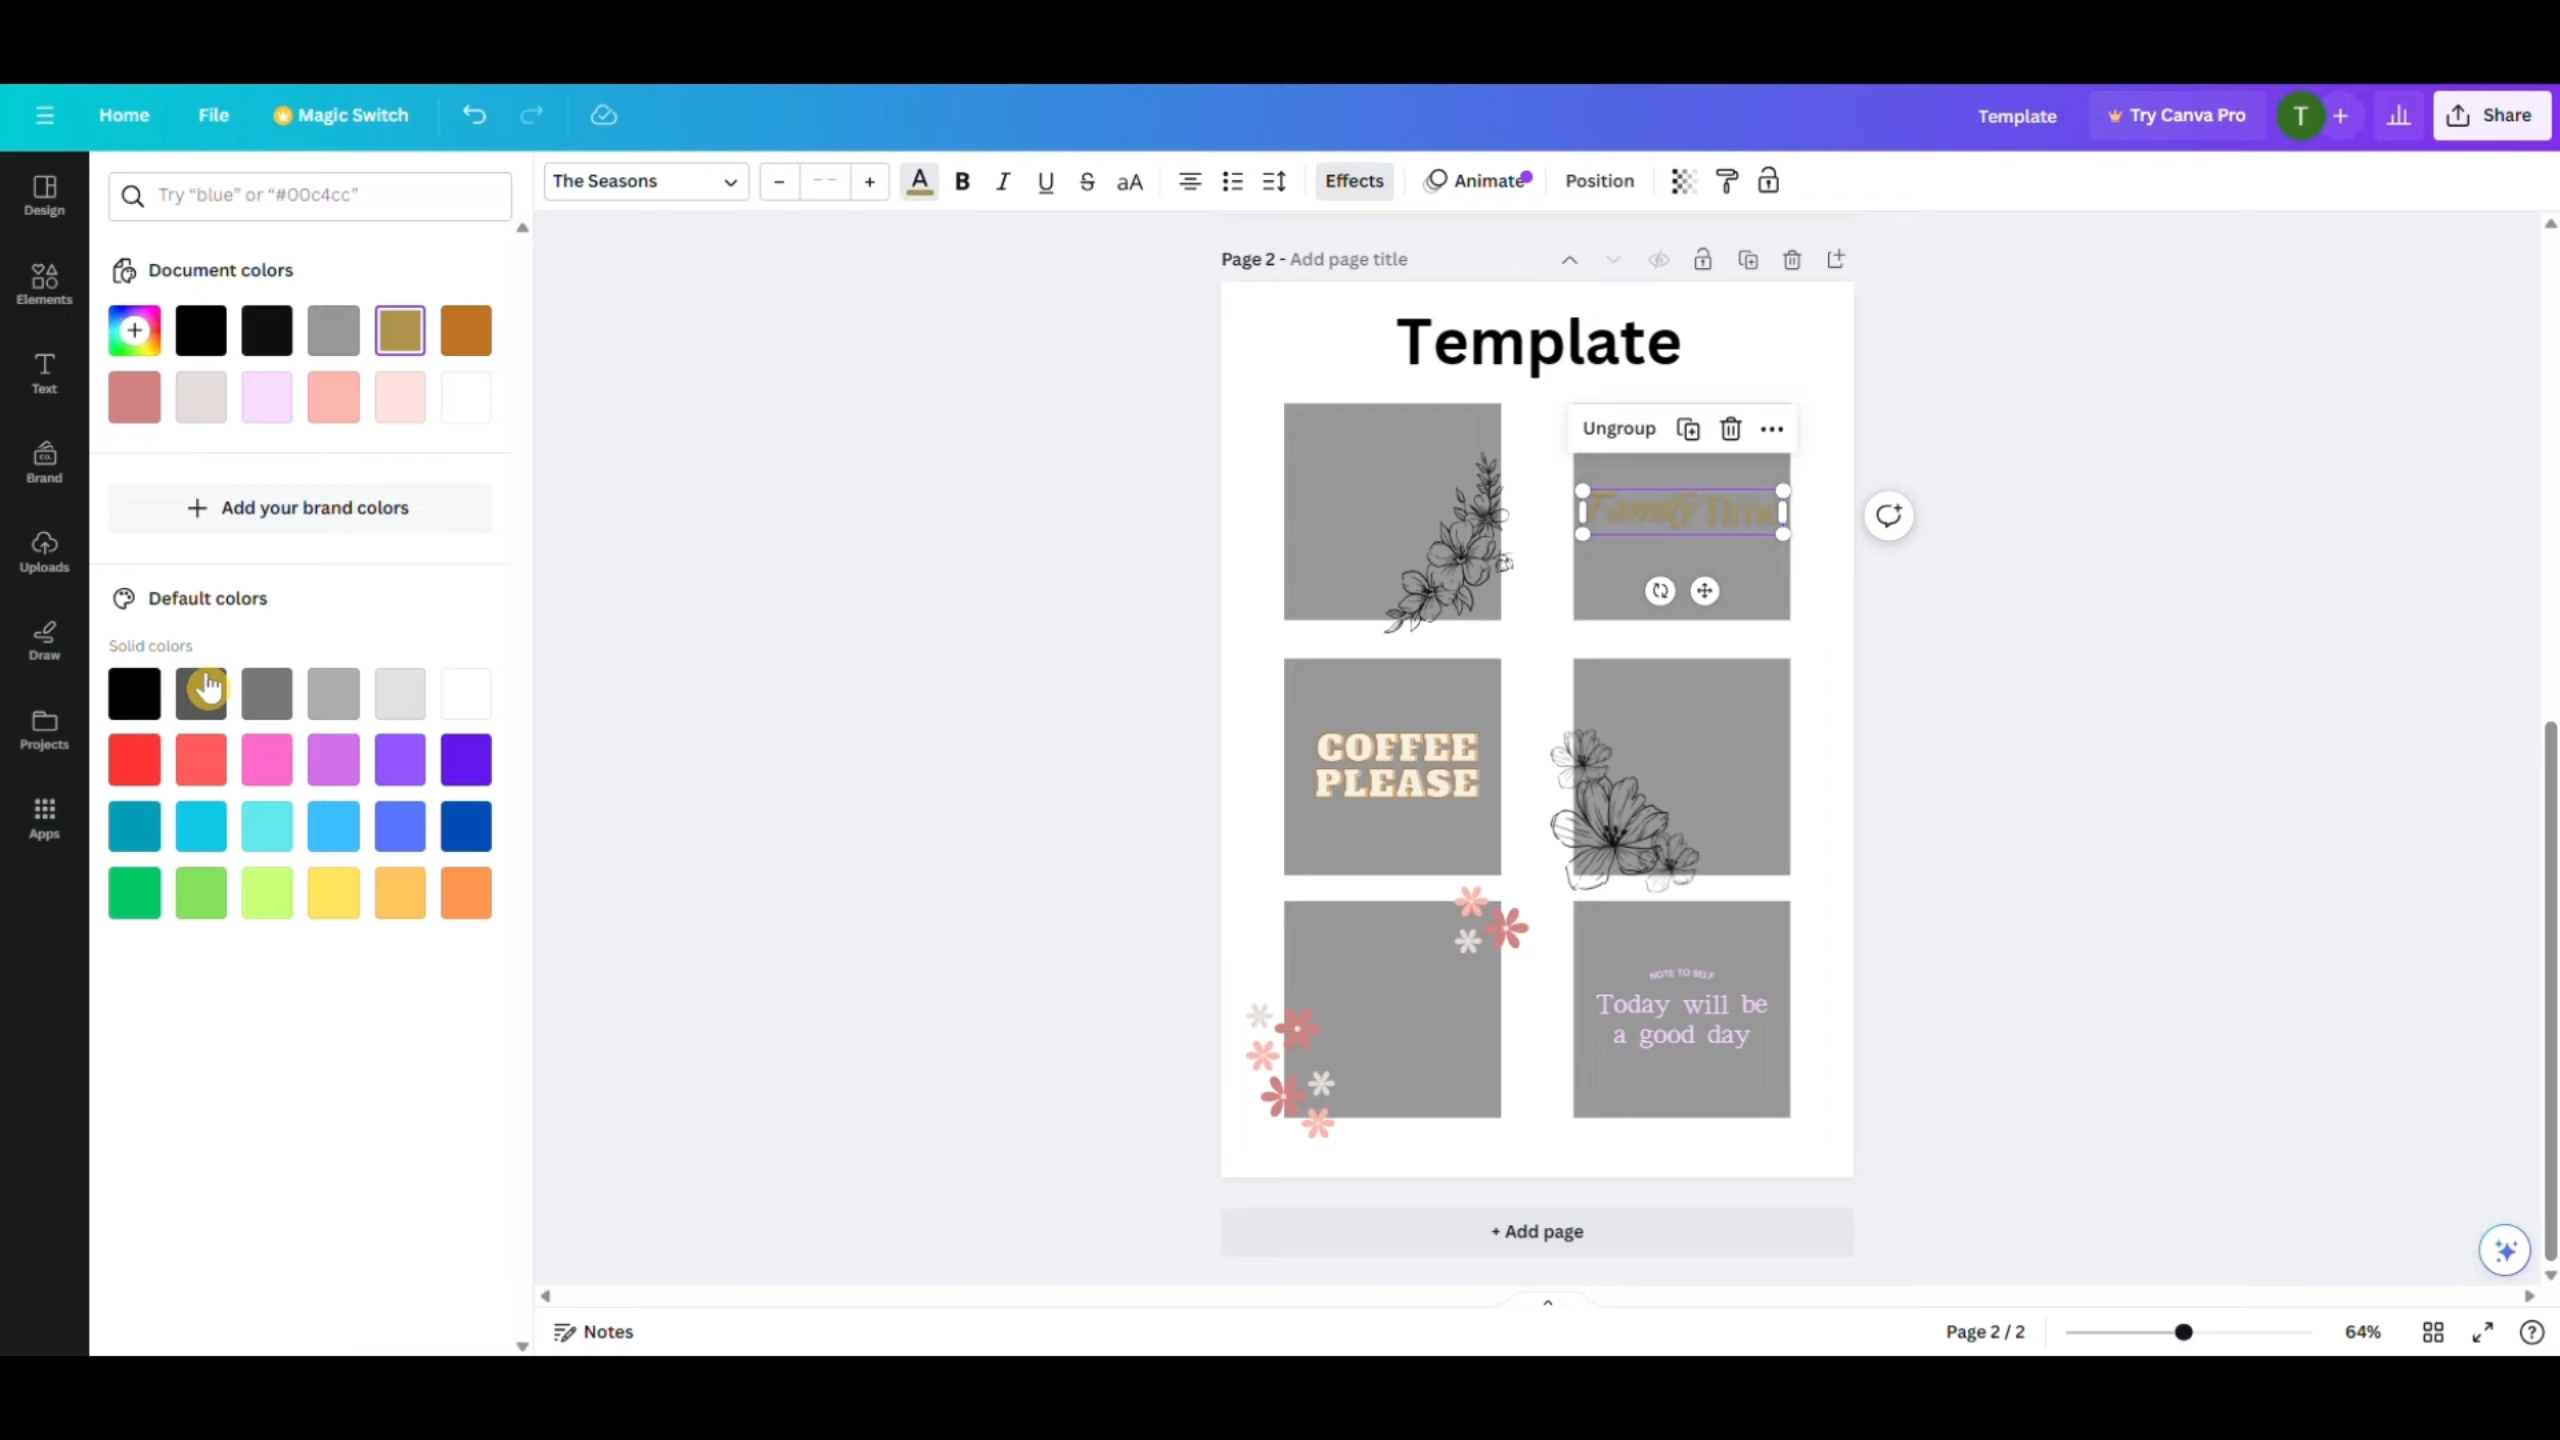 Home File Magic Switch Template Try Canva Pro T Share
Design
Elements
Text
CO.
Brand
Uploads
Draw
Projects
Apps
Try “blue” or “#00c4cc”
Document colors
Add your brand colors
Default colors
Solid colors
The Seasons − -- + A B I U S aA Effects Animate Position
Page 2 - Add page title
Template
Ungroup
Family Time
COFFEE
PLEASE
NOTE TO SELF
Today will be
a good day
+ Add page
Notes
Page 2 / 2 64%